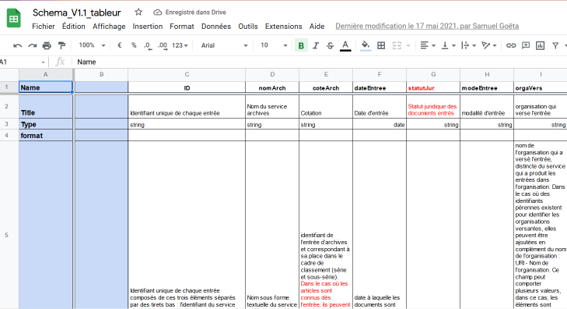 Schema_V1.1_tableur
Enregistré dans Drive
Fichier Édition Affichage Insertion Format Données Outils Extensions Aide Dernière modification le 17 mai 2021, par Samuel Goëta
100% € % .0 .00 123 Arial 10 B I S A
A1 fx Name
A B C D E F G H I
1 Name ID nomArch coteArch dateEntree statutJur modeEntree orgaVers
2 Title Identifiant unique de chaque entrée Nom du service archives Cotation Date d'entrée Statut juridique des documents entrés modalité d'entrée organisation qui verse l'entrée
3 Type string string string date string string string
4 format
5
Identifiant unique de chaque entrée
composés de ces trois éléments séparés
par des tirets bas : l'identifiant du service
Nom sous forme
textuelle du service
identifiant de
l'entrée d'archives
et correspondant à
sa place dans le
cadre de
classement (série
et sous-série).
Dans le cas où les
articles sont
connus dès
l'entrée, ils peuvent
date à laquelle les
documents sont
nom de
l'organisation qui a
versé l'entrée,
distincte du service
qui a produit les
entrées dans
l'organisation. Dans
le cas où des
identifiants
pérennes existent
pour identifier les
organisations
versantes, elles
peuvent être
ajoutées en
complément du nom
de l'organisation :
URI - Nom de
l'organisation. Ce
champ peut
comporter
plusieurs valeurs,
dans ce cas, les
éléments sont